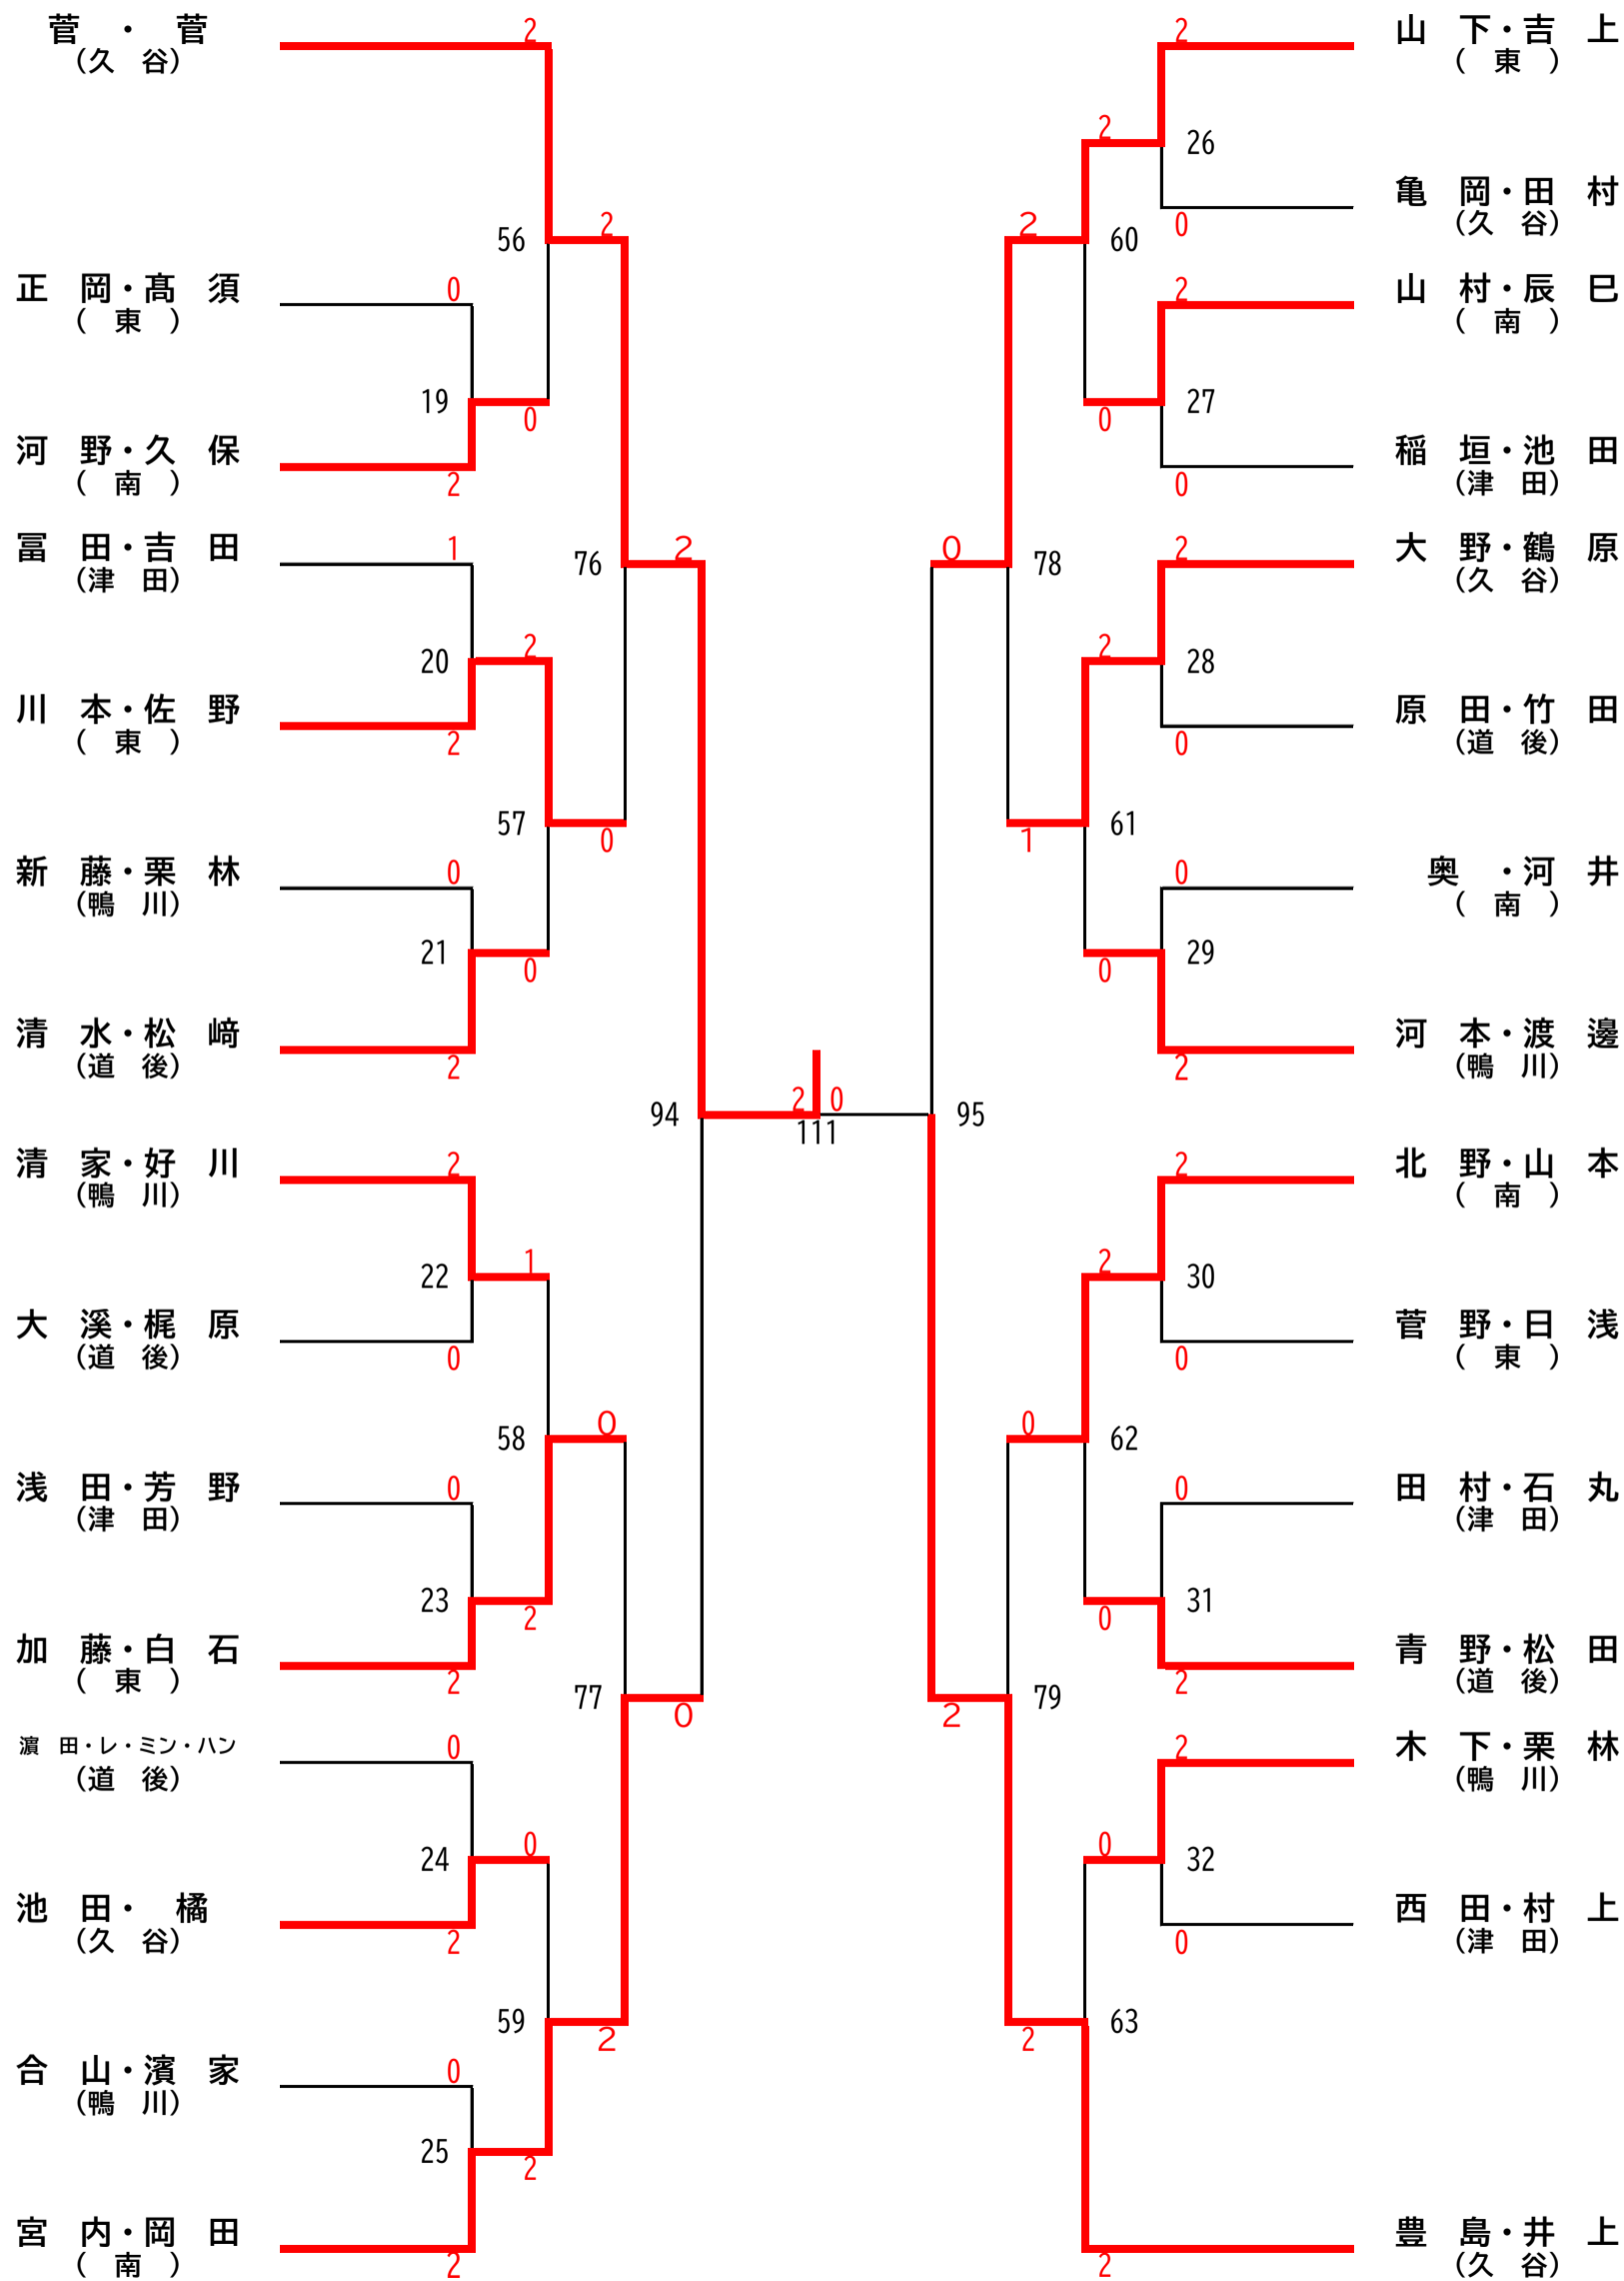 菅　・　菅
(久　谷)
2
56
2
正　岡・髙　須
(　東　)
0
19
0
河　野・久　保
(　南　)
2
冨　田・吉　田
(津　田)
1
76
2
20
2
川　本・佐　野
(　東　)
2
57
0
新　藤・栗　林
(鴨　川)
0
21
0
清　水・松　﨑
(道　後)
2
94
2
0
111
95
清　家・好　川
(鴨　川)
2
22
1
大　溪・梶　原
(道　後)
0
58
0
浅　田・芳　野
(津　田)
0
23
2
加　藤・白　石
(　東　)
2
77
0
濵　田・レ・ミン・ハン
(道　後)
0
24
0
池　田・　橘
(久　谷)
2
59
2
合　山・濱　家
(鴨　川)
0
25
2
宮　内・岡　田
(　南　)
2
山　下・吉　上
(　東　)
2
2
26
亀　岡・田　村
(久　谷)
0
2
60
山　村・辰　巳
(　南　)
2
0
27
稲　垣・池　田
(津　田)
0
0
78
大　野・鶴　原
(久　谷)
2
2
28
原　田・竹　田
(道　後)
0
1
61
奥　・河　井
(　南　)
0
0
29
河　本・渡　邊
(鴨　川)
2
北　野・山　本
(　南　)
2
2
30
菅　野・日　浅
(　東　)
0
0
62
田　村・石　丸
(津　田)
0
0
31
青　野・松　田
(道　後)
2
2
79
木　下・栗　林
(鴨　川)
2
0
32
西　田・村　上
(津　田)
0
2
63
豊　島・井　上
(久　谷)
2